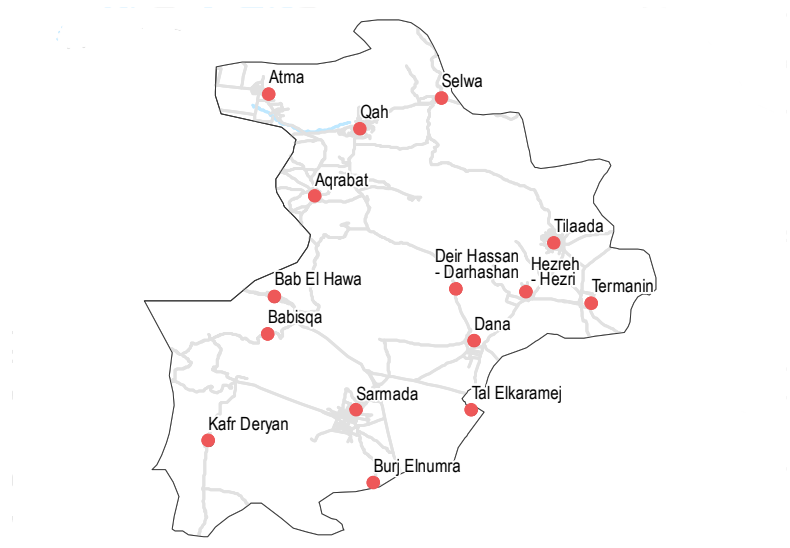 Atma
Selwa
Qah
Aqrabat
Tilaada
Deir Hassan
- Darhashan
Hezreh
- Hezri
Bab El Hawa
Termanin
Babisqa
Dana
Sarmada
Tal Elkaramej
Kafr Deryan
Burj Elnumra